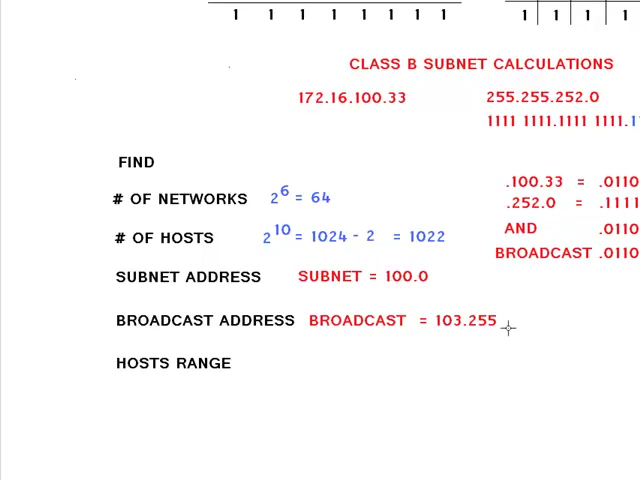 1 1 1 1 1 1 1 1 1 1 1 1
CLASS B SUBNET CALCULATIONS
172.16.100.33 255.255.252.0
1111 1111.1111 1111.1
FIND
.100.33 = .0110
# OF NETWORKS 2^6 = 64
.252.0 = .1111
AND .0110
# OF HOSTS 2^10 = 1024 - 2 = 1022
BROADCAST .0110
SUBNET ADDRESS SUBNET = 100.0
BROADCAST ADDRESS BROADCAST = 103.255
HOSTS RANGE